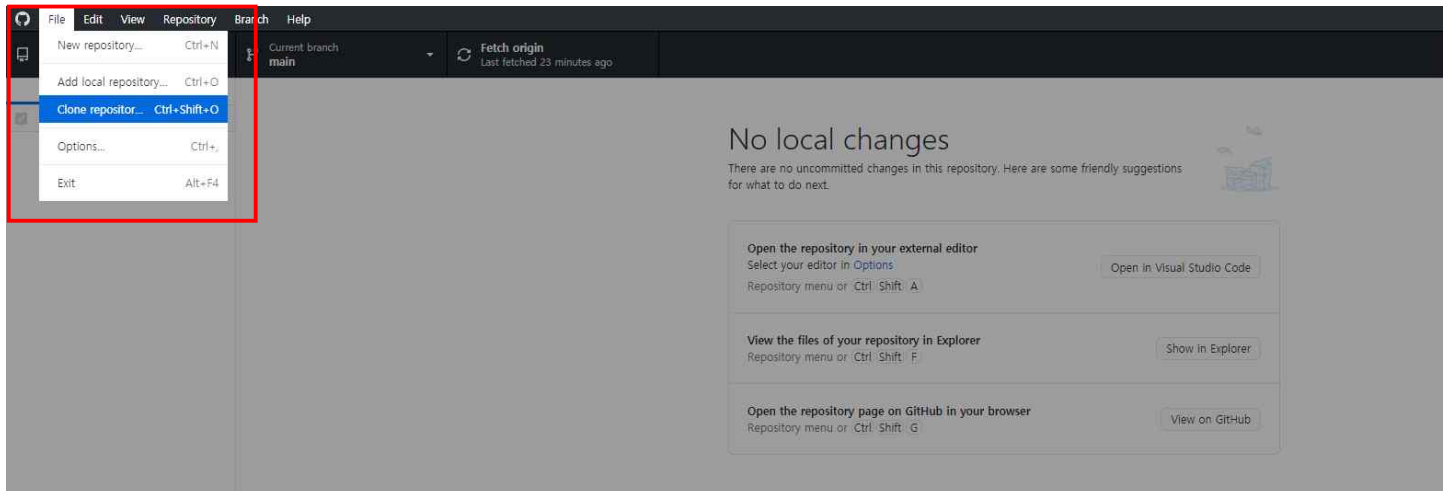 File Edit View Repository Branch Help
New repository... Ctrl+N
Add local repository... Ctrl+O
Clone repositor... Ctrl+Shift+O
Options... Ctrl+,
Exit Alt+F4
Current branch
main
Fetch origin
Last fetched 23 minutes ago
No local changes
There are no uncommitted changes in this repository. Here are some friendly suggestions
for what to do next.
Open the repository in your external editor
Select your editor in Options
Repository menu or Ctrl Shift A
Open in Visual Studio Code
View the files of your repository in Explorer
Repository menu or Ctrl Shift F
Show in Explorer
Open the repository page on GitHub in your browser
Repository menu or Ctrl Shift G
View on GitHub